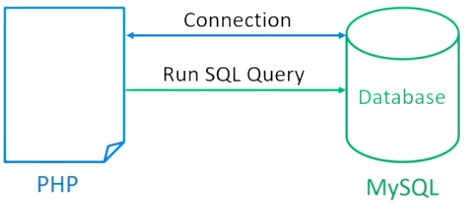 Connection
Run SQL Query
Database
PHP
MySQL